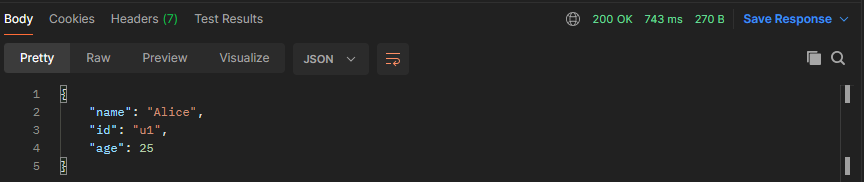 Body Cookies Headers (7) Test Results 200 OK 743 ms 270 B Save Response
Pretty Raw Preview Visualize JSON
1 {
2 "name": "Alice",
3 "id": "u1",
4 "age": 25
5 }